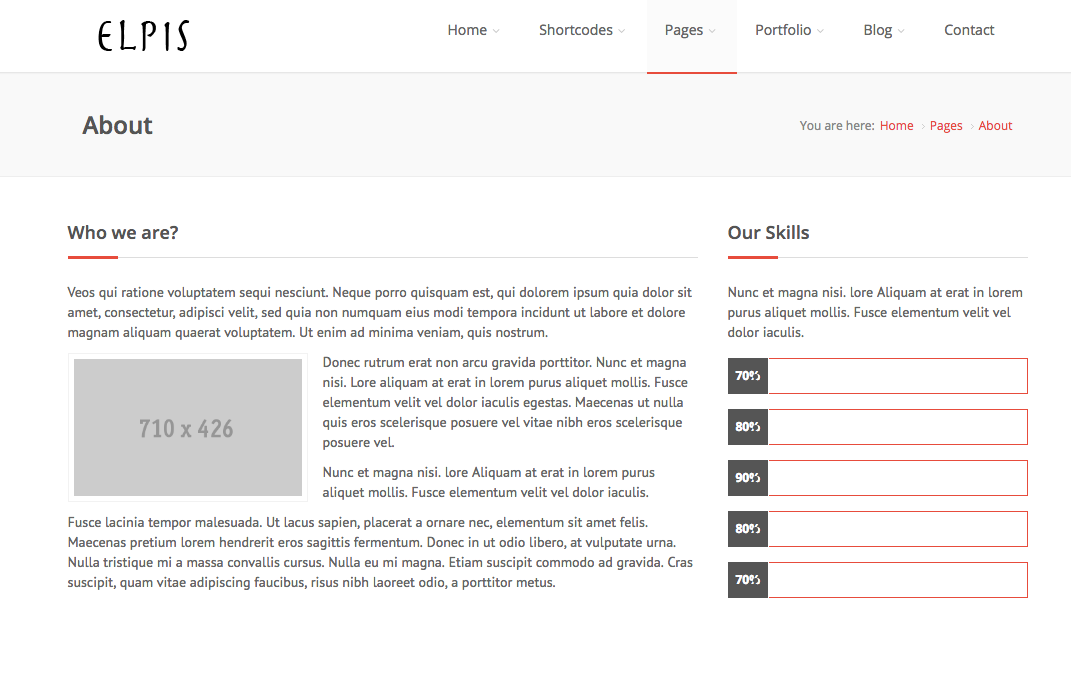 ELPIS
Home Shortcodes Pages Portfolio Blog Contact
About
You are here: Home › Pages › About
Who we are?
Veos qui ratione voluptatem sequi nesciunt. Neque porro quisquam est, qui dolorem ipsum quia dolor sit
amet, consectetur, adipisci velit, sed quia non numquam eius modi tempora incidunt ut labore et dolore
magnam aliquam quaerat voluptatem. Ut enim ad minima veniam, quis nostrum.
710 x 426
Donec rutrum erat non arcu gravida porttitor. Nunc et magna
nisi. Lore aliquam at erat in lorem purus aliquet mollis. Fusce
elementum velit vel dolor iaculis egestas. Maecenas ut nulla
quis eros scelerisque posuere vel vitae nibh eros scelerisque
posuere vel.
Nunc et magna nisi. lore Aliquam at erat in lorem purus
aliquet mollis. Fusce elementum velit vel dolor iaculis.
Fusce lacinia tempor malesuada. Ut lacus sapien, placerat a ornare nec, elementum sit amet felis.
Maecenas pretium lorem hendrerit eros sagittis fermentum. Donec in ut odio libero, at vulputate urna.
Nulla tristique mi a massa convallis cursus. Nulla eu mi magna. Etiam suscipit commodo ad gravida. Cras
suscipit, quam vitae adipiscing faucibus, risus nibh laoreet odio, a porttitor metus.
Our Skills
Nunc et magna nisi. lore Aliquam at erat in lorem
purus aliquet mollis. Fusce elementum velit vel
dolor iaculis.
70%
80%
90%
80%
70%